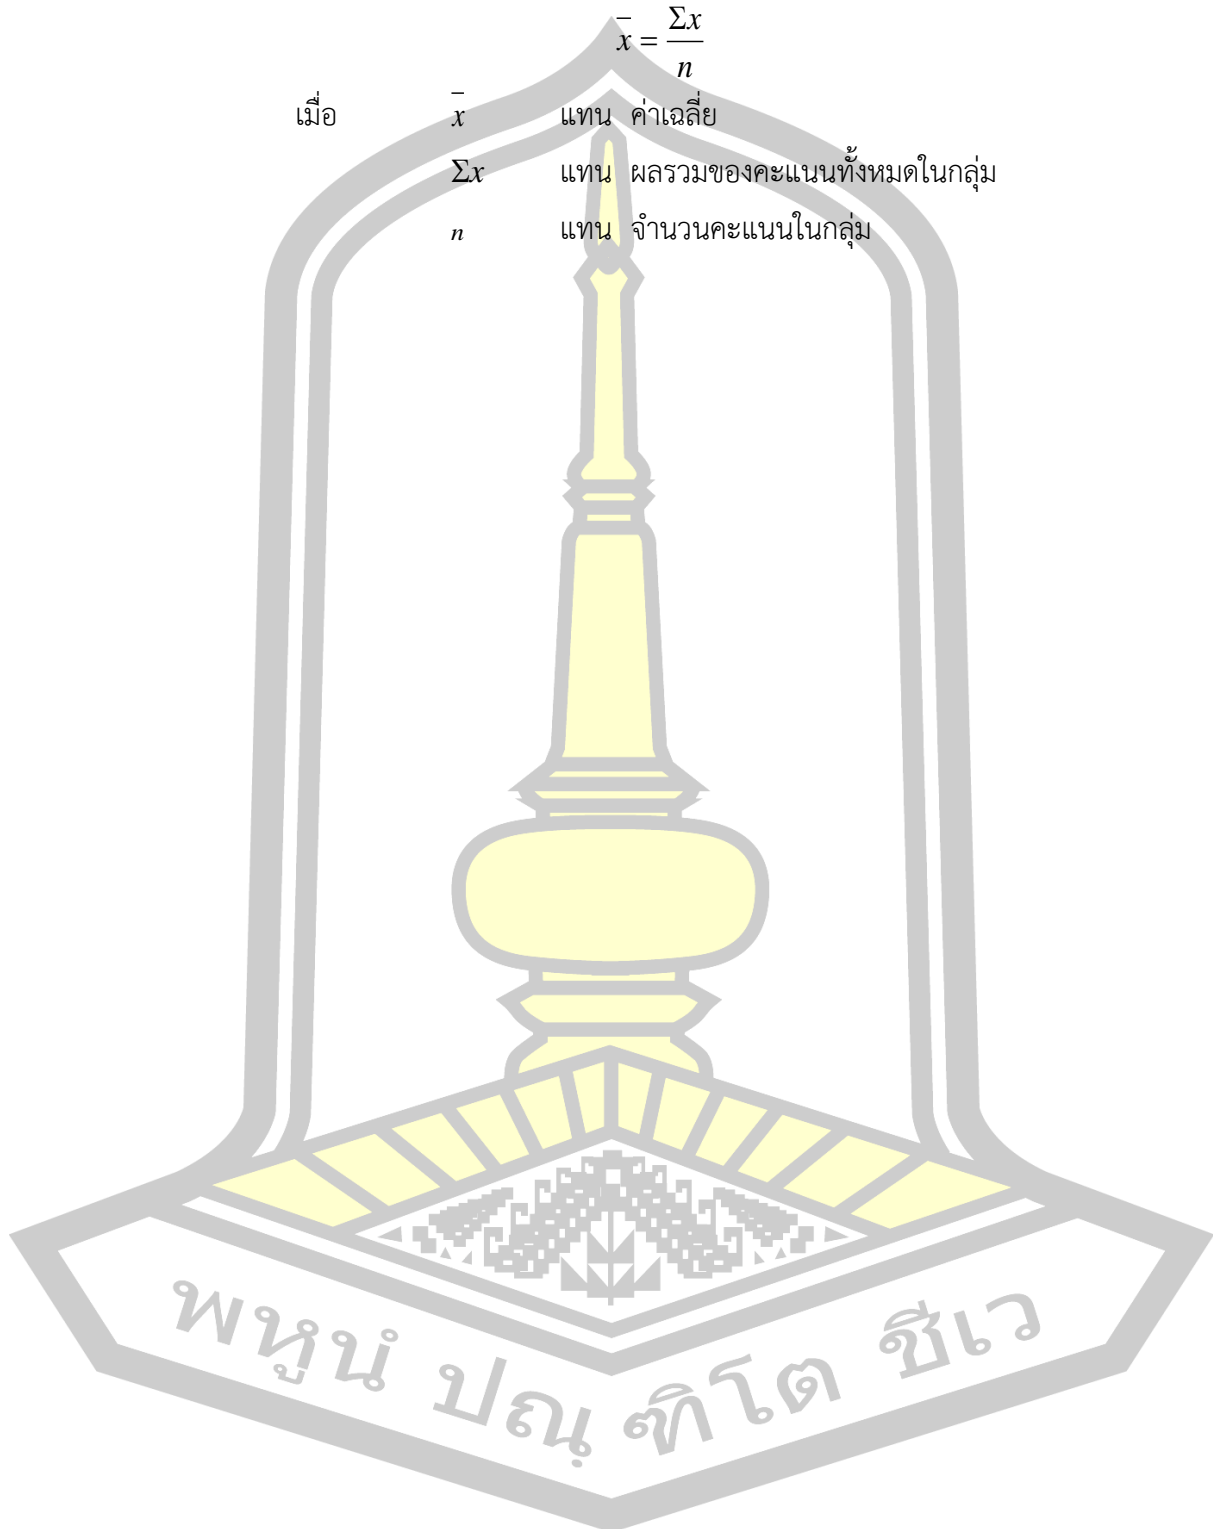 x̄ = Σx / n
เมื่อ x̄ แทน ค่าเฉลี่ย
Σx แทน ผลรวมของคะแนนทั้งหมดในกลุ่ม
n แทน จำนวนคะแนนในกลุ่ม
พหูนํ ปณฺฑิโต ชีเว